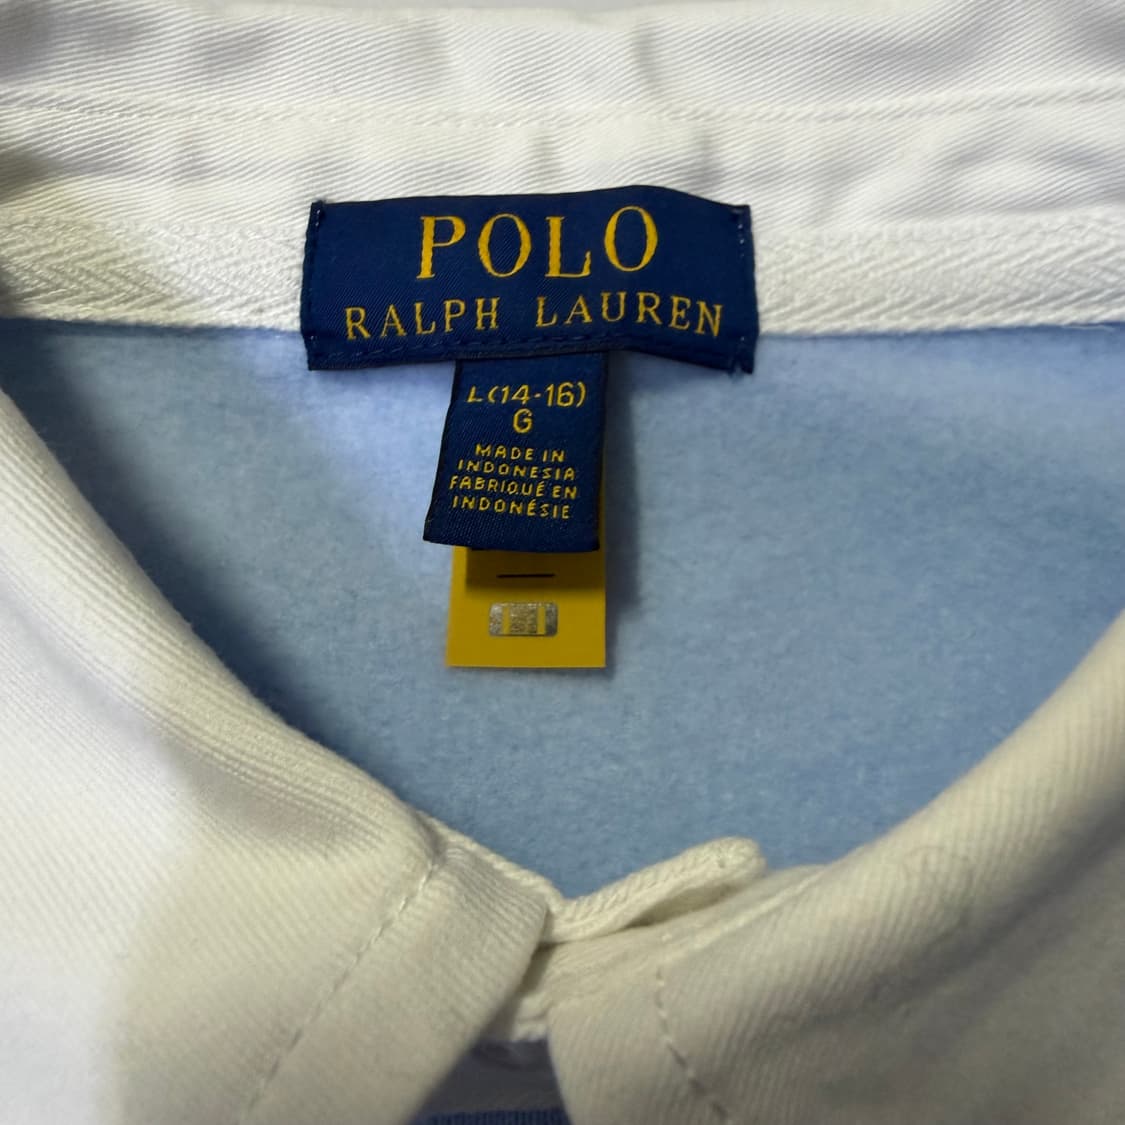 POLO
RALPH LAUREN
L(14-16)
G
MADE IN
INDONESIA
FABRIQUÉ EN
INDONÉSIE